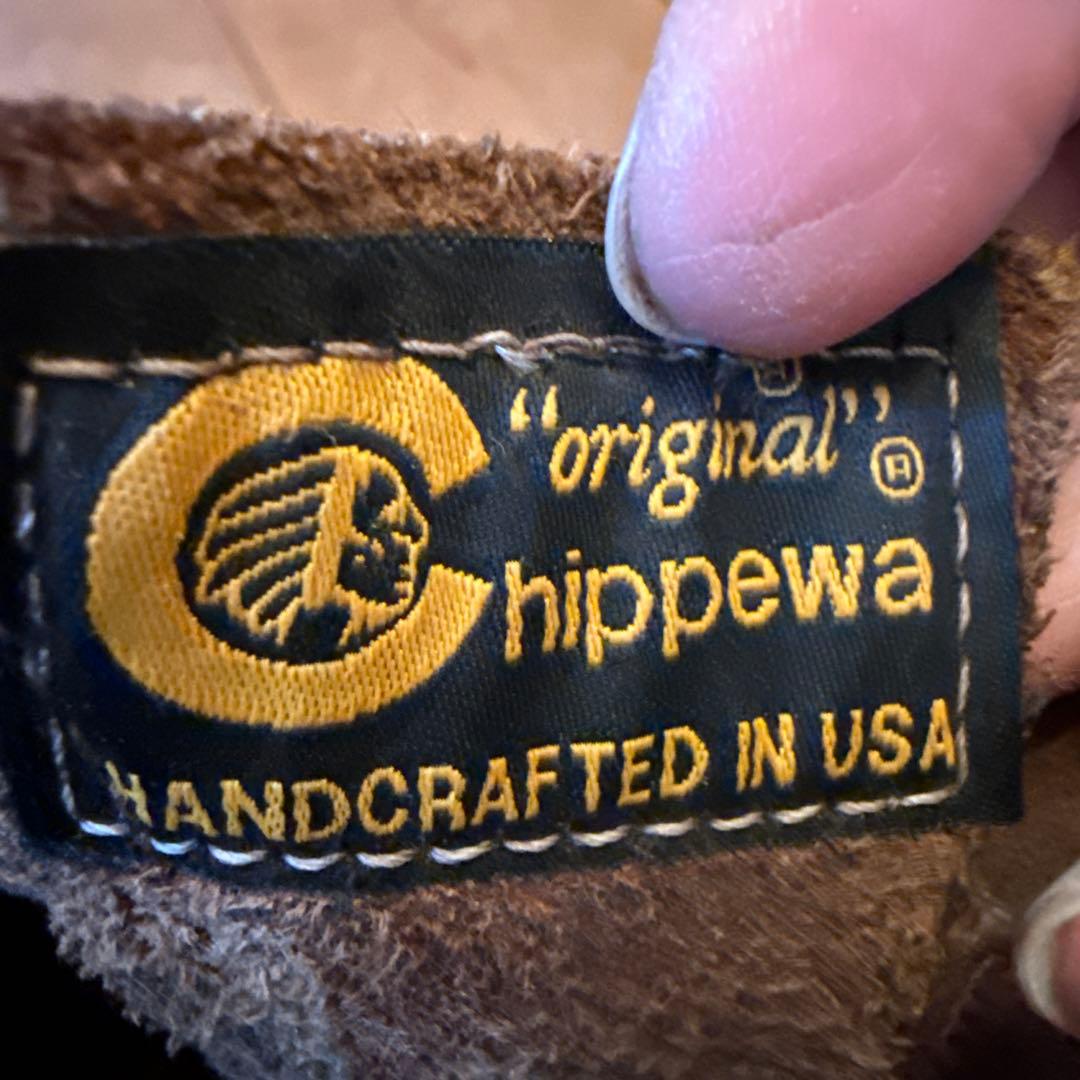 "original" ®
Chippewa
HANDCRAFTED IN USA